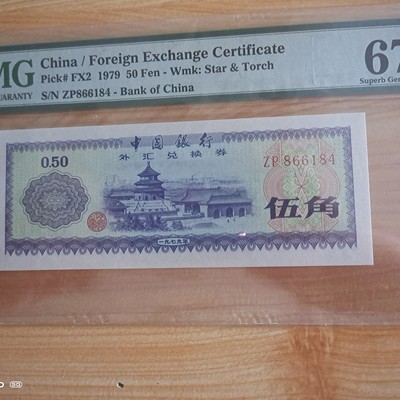 MG China / Foreign Exchange Certificate 67
Pick# FX2 1979 50 Fen - Wmk: Star & Torch Superb Gem
GUARANTY S/N ZP866184 - Bank of China
中国银行
外汇兑换券
0.50
ZP 866184
伍角
一九七九年